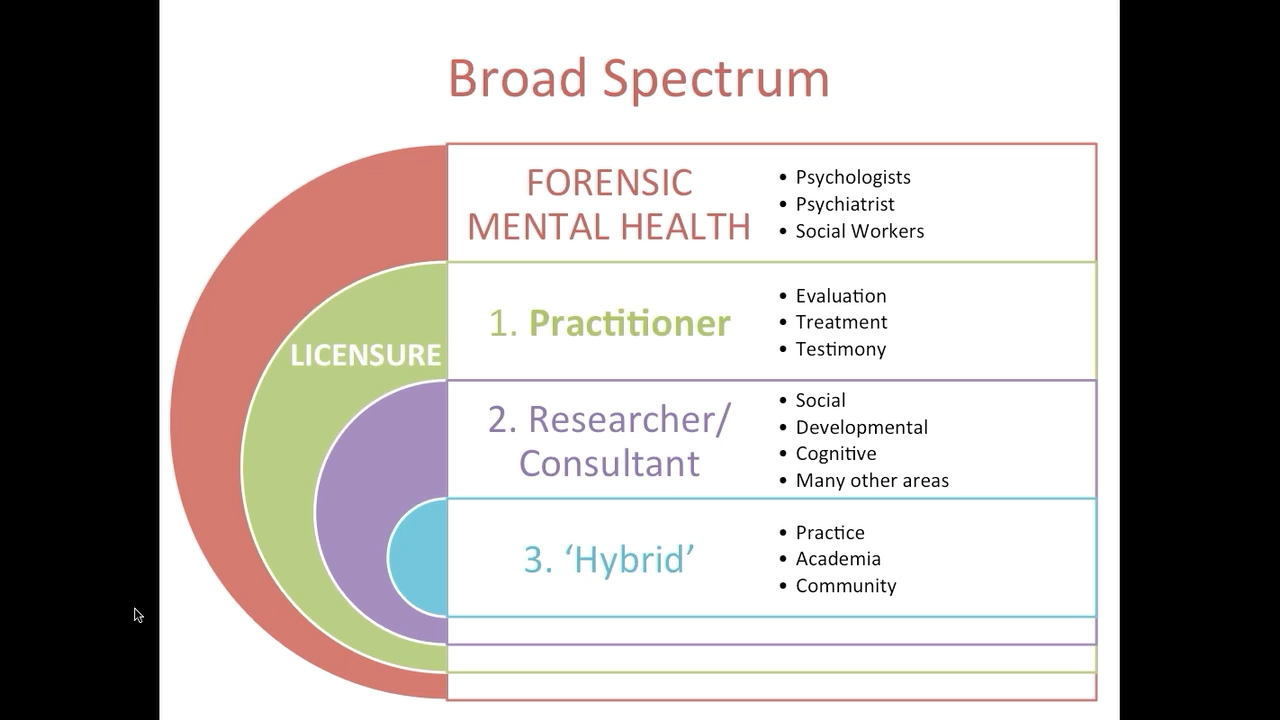 Broad Spectrum
FORENSIC
MENTAL HEALTH
• Psychologists
• Psychiatrist
• Social Workers
LICENSURE
1. Practitioner
• Evaluation
• Treatment
• Testimony
2. Researcher/
Consultant
• Social
• Developmental
• Cognitive
• Many other areas
3. ‘Hybrid’
• Practice
• Academia
• Community